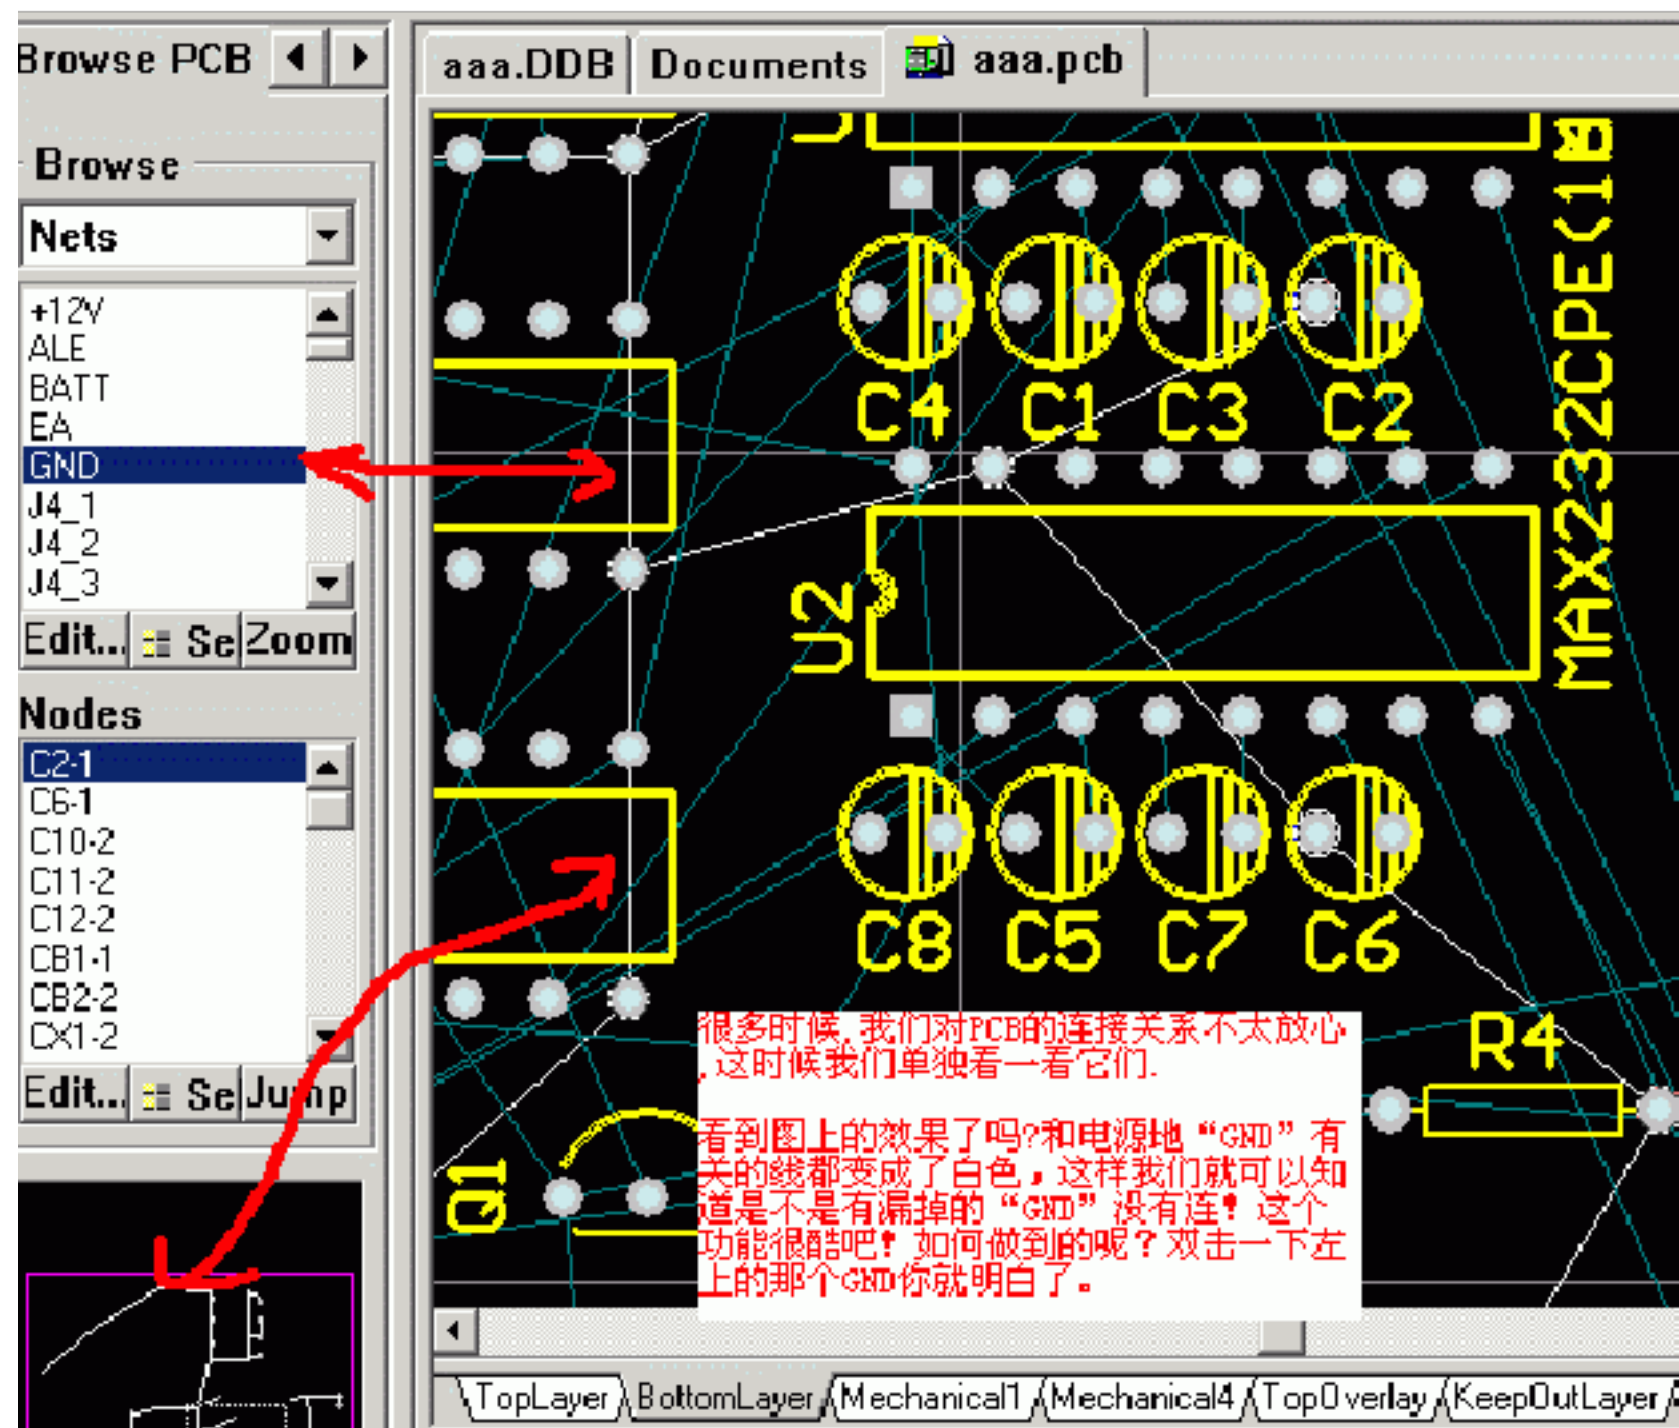 Browse PCB
aaa.DDB
Documents
aaa.pcb
Browse
Nets
+12V
ALE
BATT
EA
GND
J4_1
J4_2
J4_3
Edit... Se Zoom
Nodes
C2-1
C6-1
C10-2
C11-2
C12-2
CB1-1
CB2-2
CX1-2
Edit... Se Jump
C4 C1 C3 C2
U2
C8 C5 C7 C6
R4
Q1
很多时候,我们对PCB的连接关系不太放心
,这时候我们单独看一看它们.
看到图上的效果了吗?和电源地“GND”有
关的线都变成了白色，这样我们就可以知
道是不是有漏掉的“GND”没有连！这个
功能很酷吧！如何做到的呢？双击一下左
上的那个GND你就明白了。
TopLayer BottomLayer Mechanical1 Mechanical4 TopOverlay KeepOutLayer